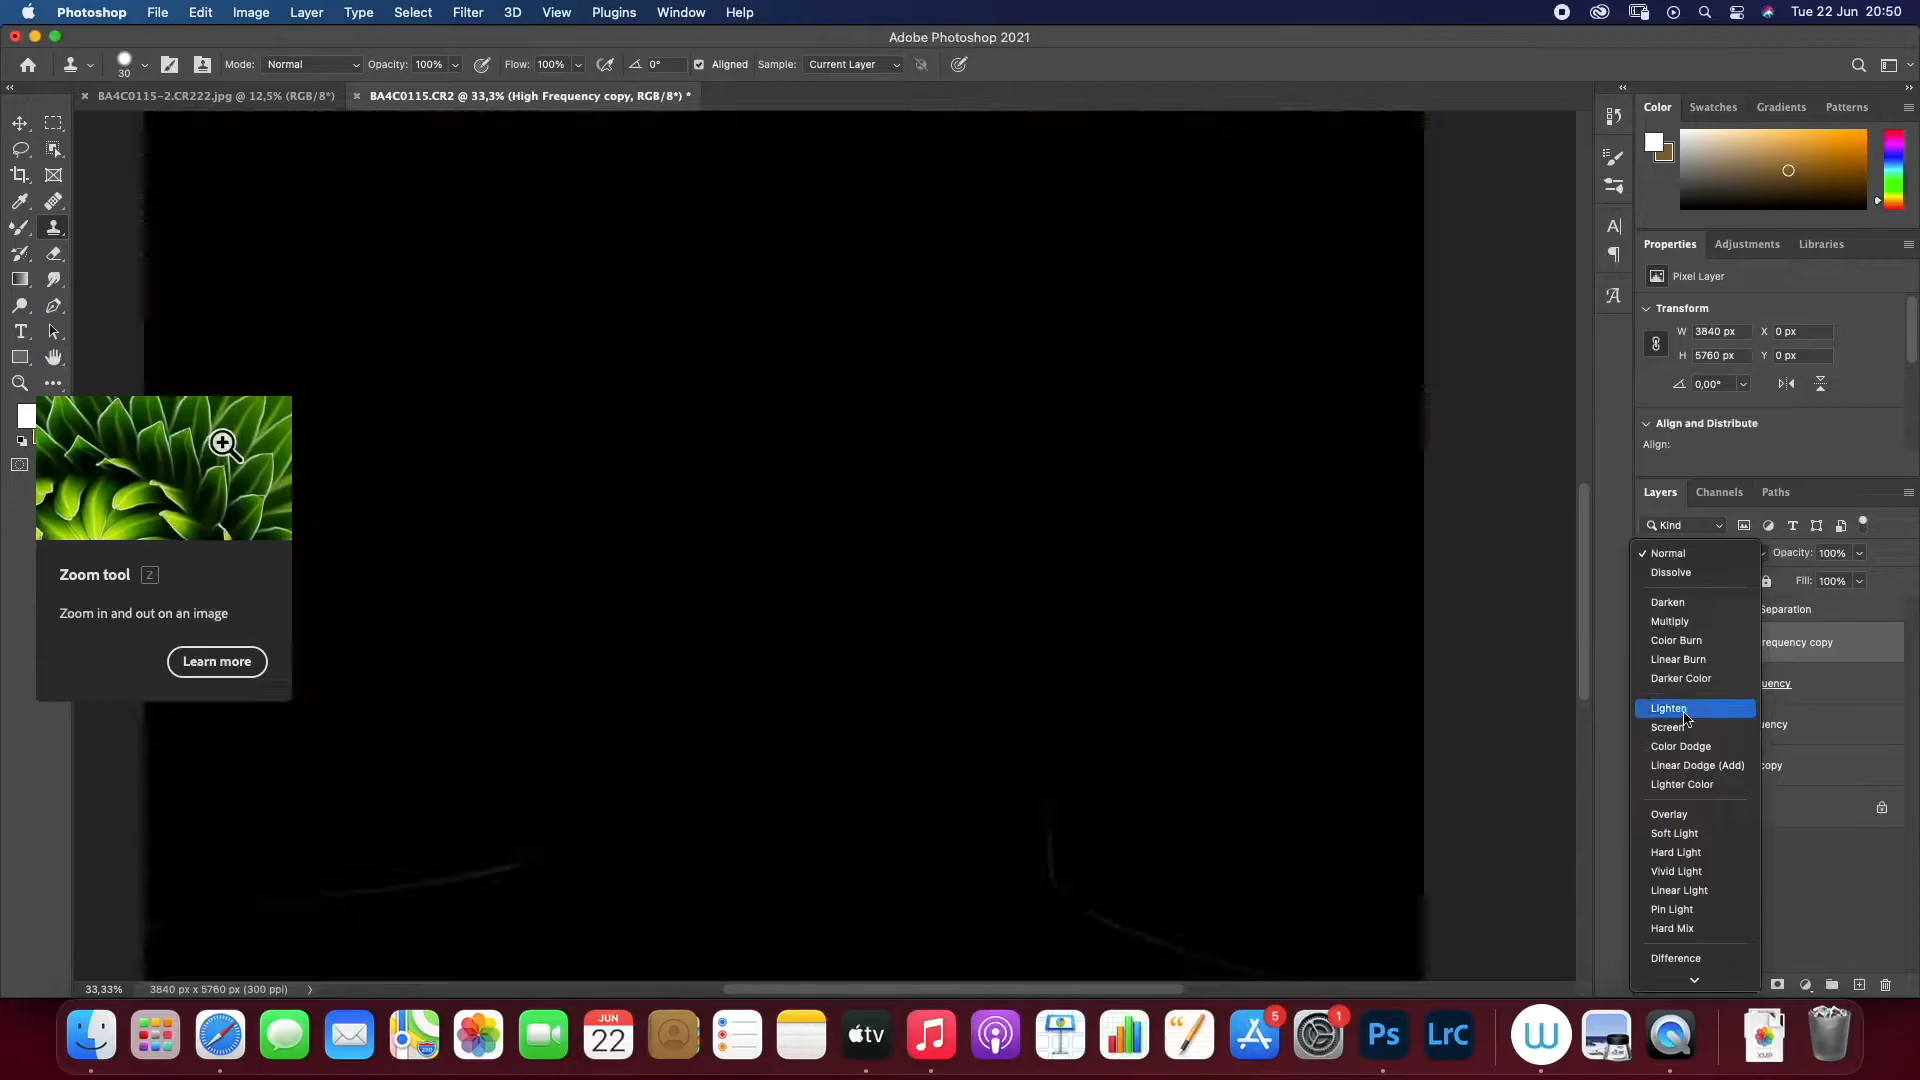 Photoshop File Edit Image Layer Type Select Filter 3D View Plugins Window Help Tue 22 Jun 20:50
Adobe Photoshop 2021
30 Mode: Normal Opacity: 100% Flow: 100% 0° Aligned Sample: Current Layer
BA4C0115-2.CR222.jpg @ 12,5% (RGB/8*) BA4C0115.CR2 @ 33,3% (High Frequency copy, RGB/8*) *
Color Swatches Gradients Patterns
Properties Adjustments Libraries
Pixel Layer
Transform
W 3840 px X 0 px
H 5760 px Y 0 px
0,00°
Align and Distribute
Align:
Layers Channels Paths
Kind
Normal Opacity: 100%
Dissolve Fill: 100%
Darken Separation
Multiply
Color Burn requency copy
Linear Burn
Darker Color uency
Lighten
Screen uency
Color Dodge
Linear Dodge (Add) copy
Lighter Color
Overlay
Soft Light
Hard Light
Vivid Light
Linear Light
Pin Light
Hard Mix
Difference
Zoom tool Z
Zoom in and out on an image
Learn more
33,33% 3840 px x 5760 px (300 ppi)
JUN
22
tv
5
1
Ps
LrC
W
XMP